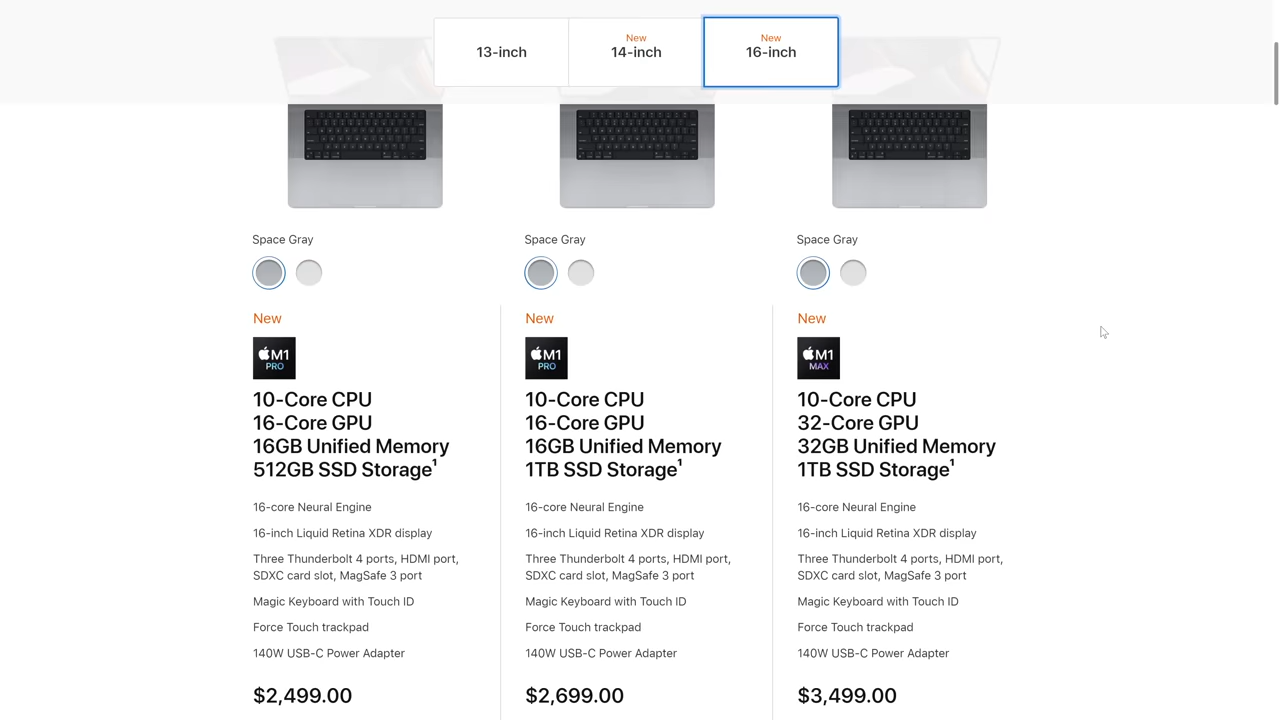 13-inch
New
14-inch
New
16-inch
Space Gray
New
M1
PRO
10-Core CPU
16-Core GPU
16GB Unified Memory
512GB SSD Storage¹
16-core Neural Engine
16-inch Liquid Retina XDR display
Three Thunderbolt 4 ports, HDMI port,
SDXC card slot, MagSafe 3 port
Magic Keyboard with Touch ID
Force Touch trackpad
140W USB-C Power Adapter
$2,499.00
Space Gray
New
M1
PRO
10-Core CPU
16-Core GPU
16GB Unified Memory
1TB SSD Storage¹
16-core Neural Engine
16-inch Liquid Retina XDR display
Three Thunderbolt 4 ports, HDMI port,
SDXC card slot, MagSafe 3 port
Magic Keyboard with Touch ID
Force Touch trackpad
140W USB-C Power Adapter
$2,699.00
Space Gray
New
M1
MAX
10-Core CPU
32-Core GPU
32GB Unified Memory
1TB SSD Storage¹
16-core Neural Engine
16-inch Liquid Retina XDR display
Three Thunderbolt 4 ports, HDMI port,
SDXC card slot, MagSafe 3 port
Magic Keyboard with Touch ID
Force Touch trackpad
140W USB-C Power Adapter
$3,499.00